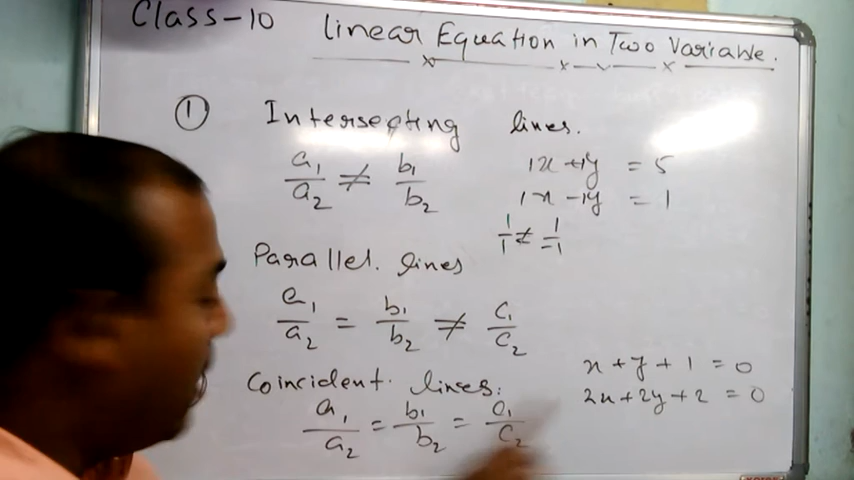 Class-10
Linear Equation in Two Variable.
① Intersecting lines.
a₁/a₂ ≠ b₁/b₂
1x + 1y = 5
1x - 1y = 1
1/1 ≠ 1/-1
Parallel. lines
a₁/a₂ = b₁/b₂ ≠ c₁/c₂
Coincident. lines:
a₁/a₂ = b₁/b₂ = c₁/c₂
x + y + 1 = 0
2x + 2y + 2 = 0